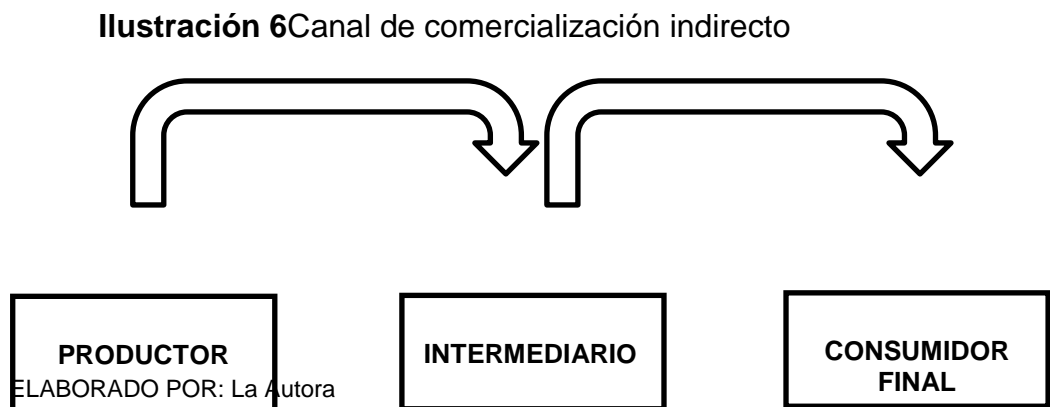 Ilustración 6Canal de comercialización indirecto
PRODUCTOR
INTERMEDIARIO
CONSUMIDOR
FINAL
ELABORADO POR: La Autora